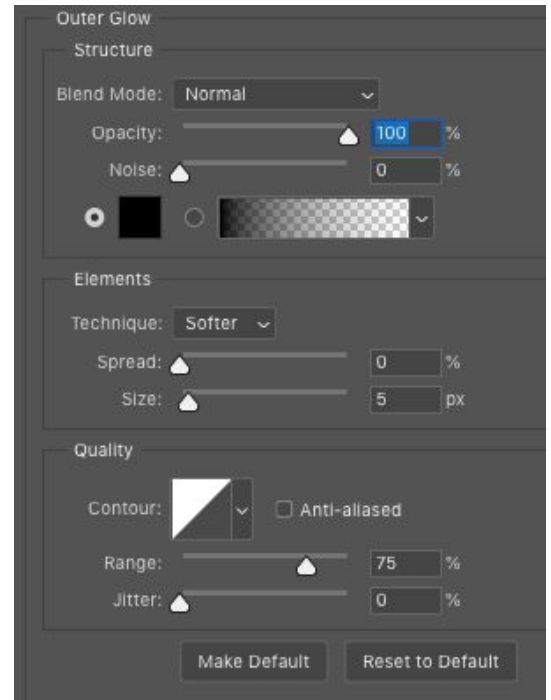 Outer Glow
Structure
Blend Mode: Normal
Opacity: 100 %
Noise: 0 %
Elements
Technique: Softer
Spread: 0 %
Size: 5 px
Quality
Contour: Anti-aliased
Range: 75 %
Jitter: 0 %
Make Default Reset to Default